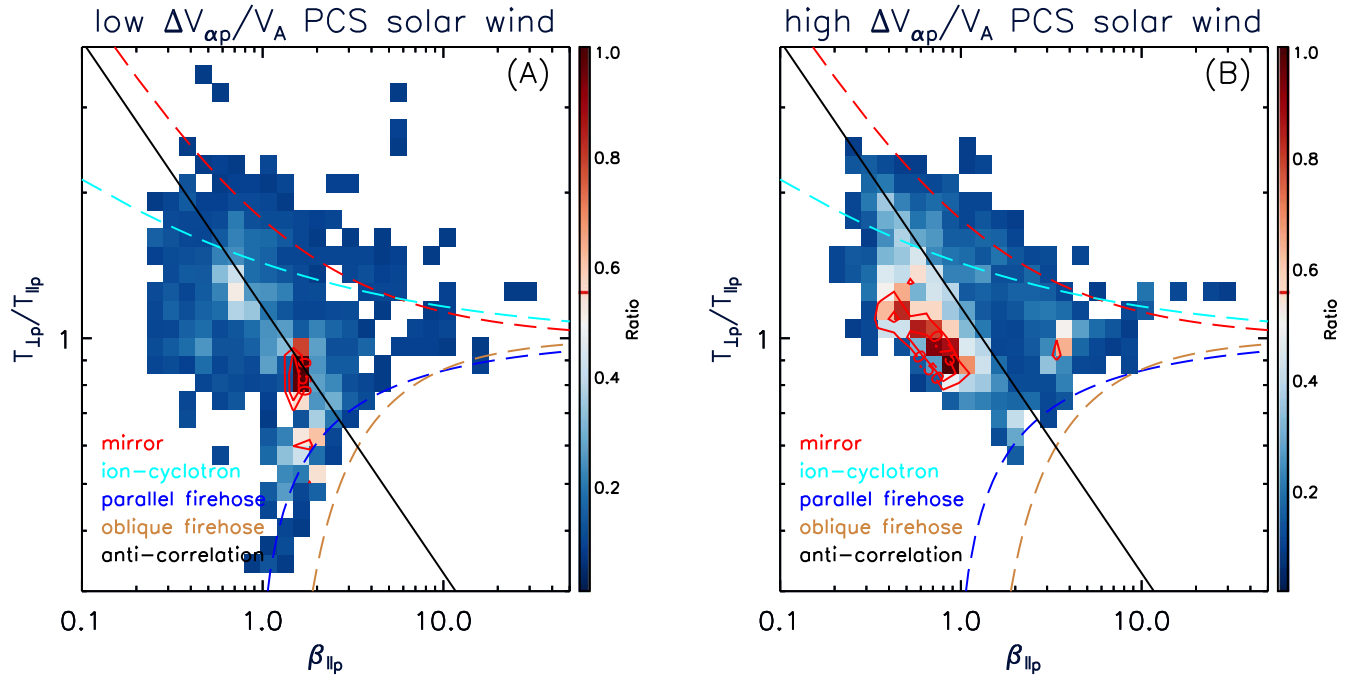 low ΔVαp/VA PCS solar wind
(A)
T⊥p/T∥p
1
mirror
ion-cyclotron
parallel firehose
oblique firehose
anti-correlation
0.1
1.0
10.0
β∥p
1.0
0.8
0.6
0.4
0.2
Ratio
high ΔVαp/VA PCS solar wind
(B)
T⊥p/T∥p
1
mirror
ion-cyclotron
parallel firehose
oblique firehose
anti-correlation
0.1
1.0
10.0
β∥p
1.0
0.8
0.6
0.4
0.2
Ratio